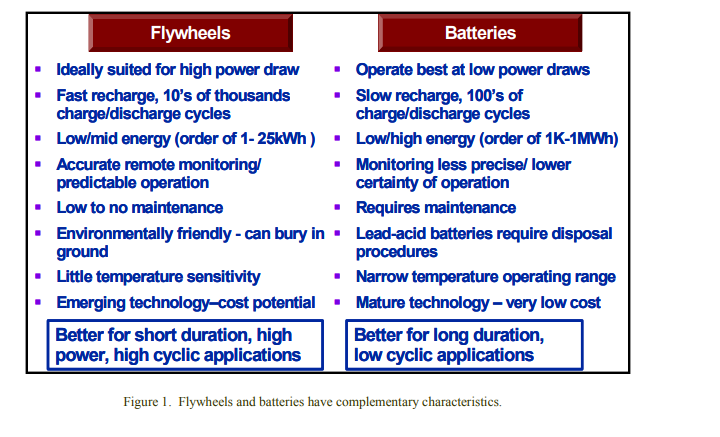 Flywheels
▪ Ideally suited for high power draw
▪ Fast recharge, 10’s of thousands
charge/discharge cycles
▪ Low/mid energy (order of 1- 25kWh )
▪ Accurate remote monitoring/
predictable operation
▪ Low to no maintenance
▪ Environmentally friendly - can bury in
ground
▪ Little temperature sensitivity
▪ Emerging technology–cost potential
Better for short duration, high
power, high cyclic applications
Batteries
▪ Operate best at low power draws
▪ Slow recharge, 100’s of
charge/discharge cycles
▪ Low/high energy (order of 1K-1MWh)
▪ Monitoring less precise/ lower
certainty of operation
▪ Requires maintenance
▪ Lead-acid batteries require disposal
procedures
▪ Narrow temperature operating range
▪ Mature technology – very low cost
Better for long duration,
low cyclic applications
Figure 1. Flywheels and batteries have complementary characteristics.